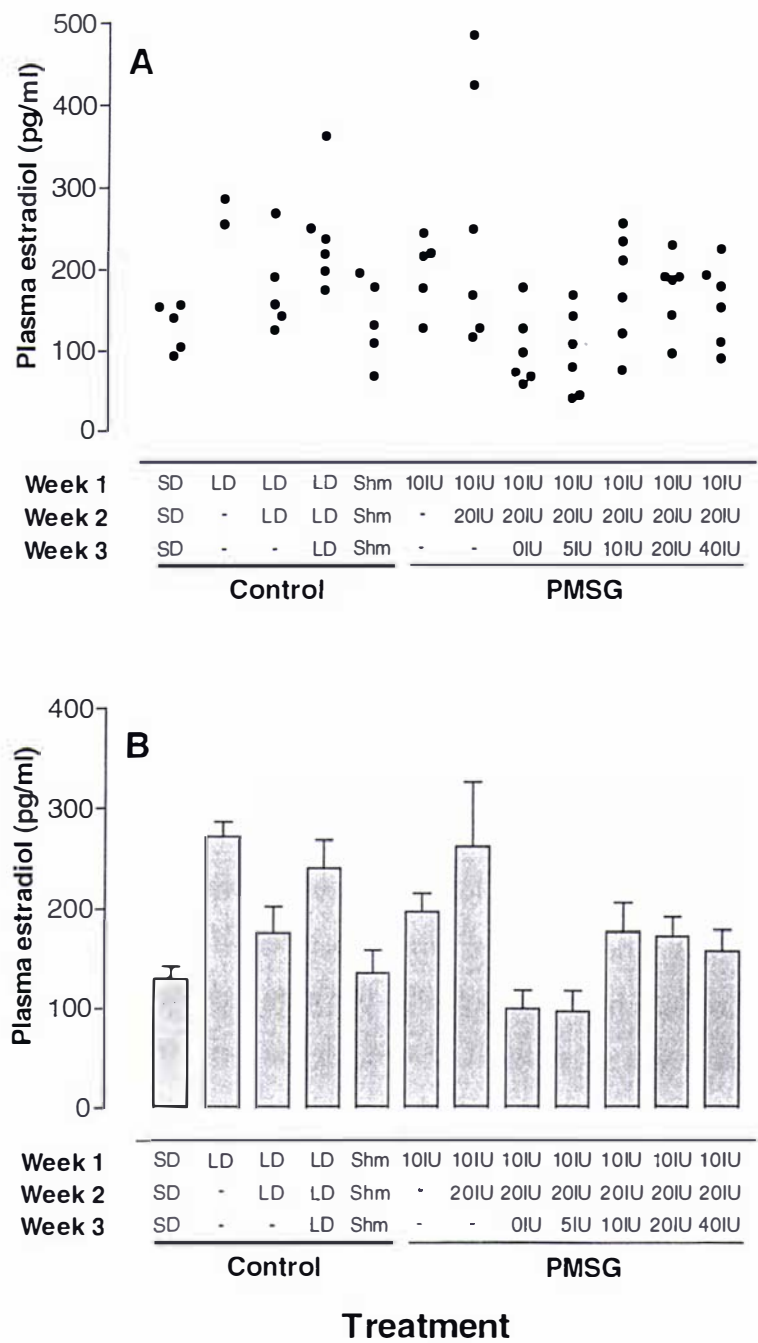 500
A
400
300
200
100
0
Plasma estradiol (pg/ml)
Week 1 SD LD LD LD Shm 10IU 10IU 10IU 10IU 10IU 10IU 10IU
Week 2 SD - LD LD Shm - 20IU 20IU 20IU 20IU 20IU 20IU
Week 3 SD - - LD Shm - - 0IU 5IU 10IU 20IU 40IU
Control PMSG
400
B
300
200
100
0
Plasma estradiol (pg/ml)
Week 1 SD LD LD LD Shm 10IU 10IU 10IU 10IU 10IU 10IU 10IU
Week 2 SD - LD LD Shm - 20IU 20IU 20IU 20IU 20IU 20IU
Week 3 SD - - LD Shm - - 0IU 5IU 10IU 20IU 40IU
Control PMSG
Treatment